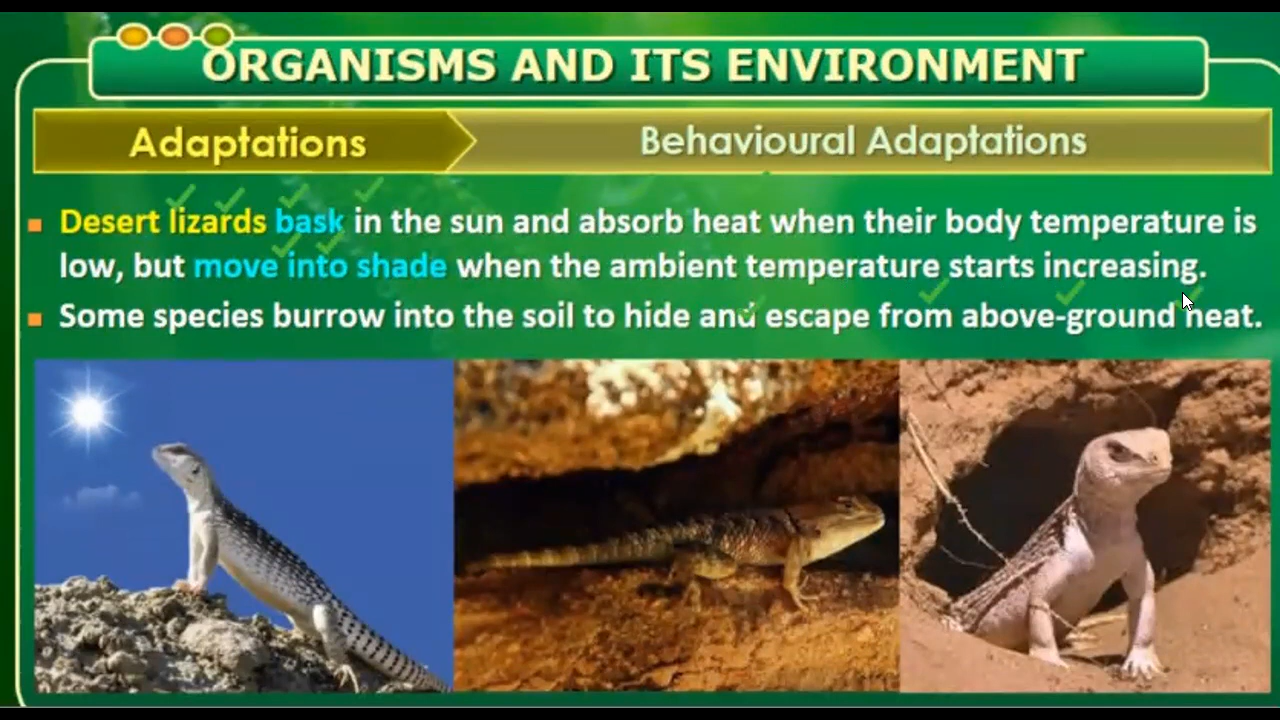 ORGANISMS AND ITS ENVIRONMENT
Adaptations
Behavioural Adaptations
Desert lizards bask in the sun and absorb heat when their body temperature is
low, but move into shade when the ambient temperature starts increasing.
Some species burrow into the soil to hide and escape from above-ground heat.